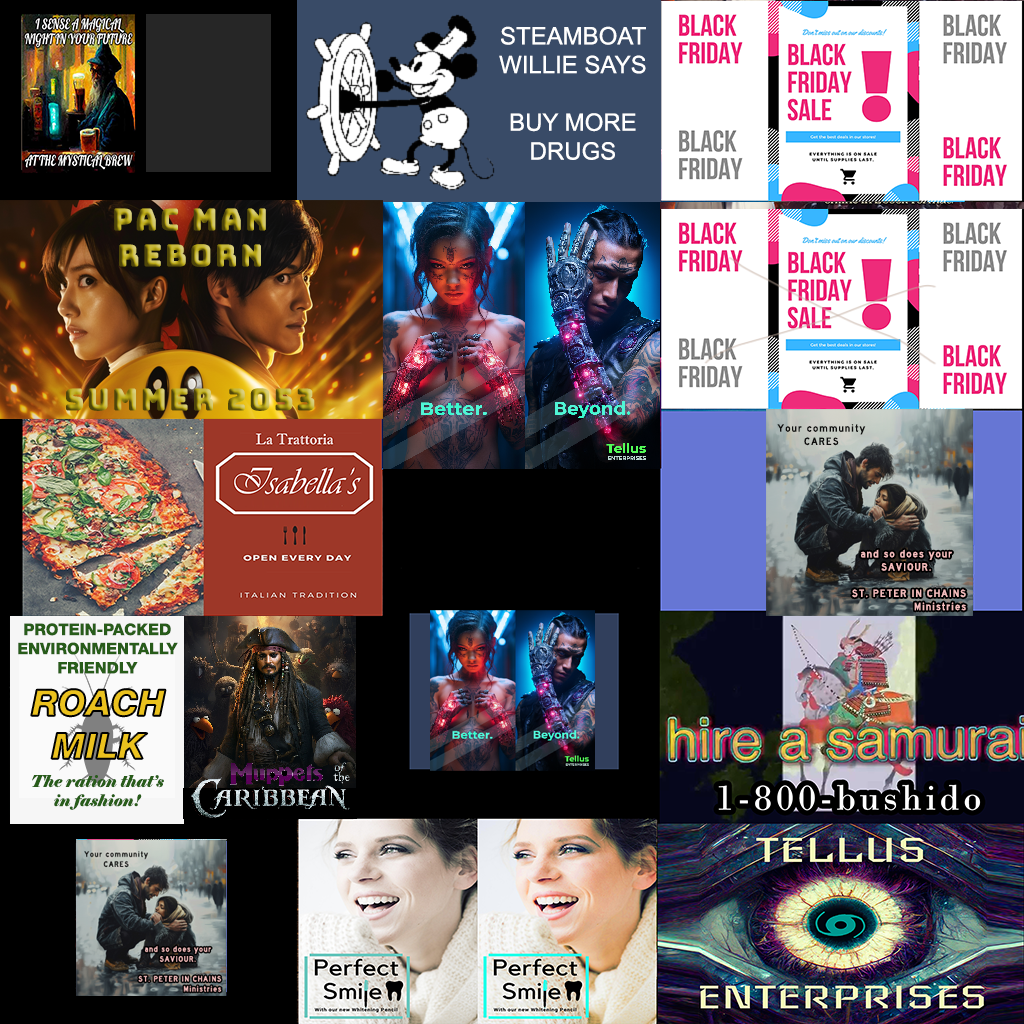 I SENSE A MAGICAL
NIGHT IN YOUR FUTURE
AT THE MYSTICAL BREW
STEAMBOAT
WILLIE SAYS
BUY MORE
DRUGS
BLACK
FRIDAY
BLACK
FRIDAY
Don't miss out on our discounts!
BLACK
FRIDAY
SALE
!
Get the best deals in our stores!
EVERYTHING IS ON SALE
UNTIL SUPPLIES LAST.
BLACK
FRIDAY
BLACK
FRIDAY
PAC MAN
REBORN
SUMMER 2053
Better.
Beyond.
Tellus
ENTERPRISES
BLACK
FRIDAY
BLACK
FRIDAY
Don't miss out on our discounts!
BLACK
FRIDAY
SALE
!
Get the best deals in our stores!
EVERYTHING IS ON SALE
UNTIL SUPPLIES LAST.
BLACK
FRIDAY
BLACK
FRIDAY
La Trattoria
Isabella's
OPEN EVERY DAY
ITALIAN TRADITION
Your community
CARES
and so does your
SAVIOUR.
ST. PETER IN CHAINS
Ministries
PROTEIN-PACKED
ENVIRONMENTALLY
FRIENDLY
ROACH
MILK
The ration that's
in fashion!
Muppets of the
CARIBBEAN
Better.
Beyond.
Tellus
ENTERPRISES
hire a samurai
1-800-bushido
Your community
CARES
and so does your
SAVIOUR.
ST. PETER IN CHAINS
Ministries
Perfect
Smile
With our new Whitening Pencil!
Perfect
Smile
With our new Whitening Pencil!
TELLUS
ENTERPRISES